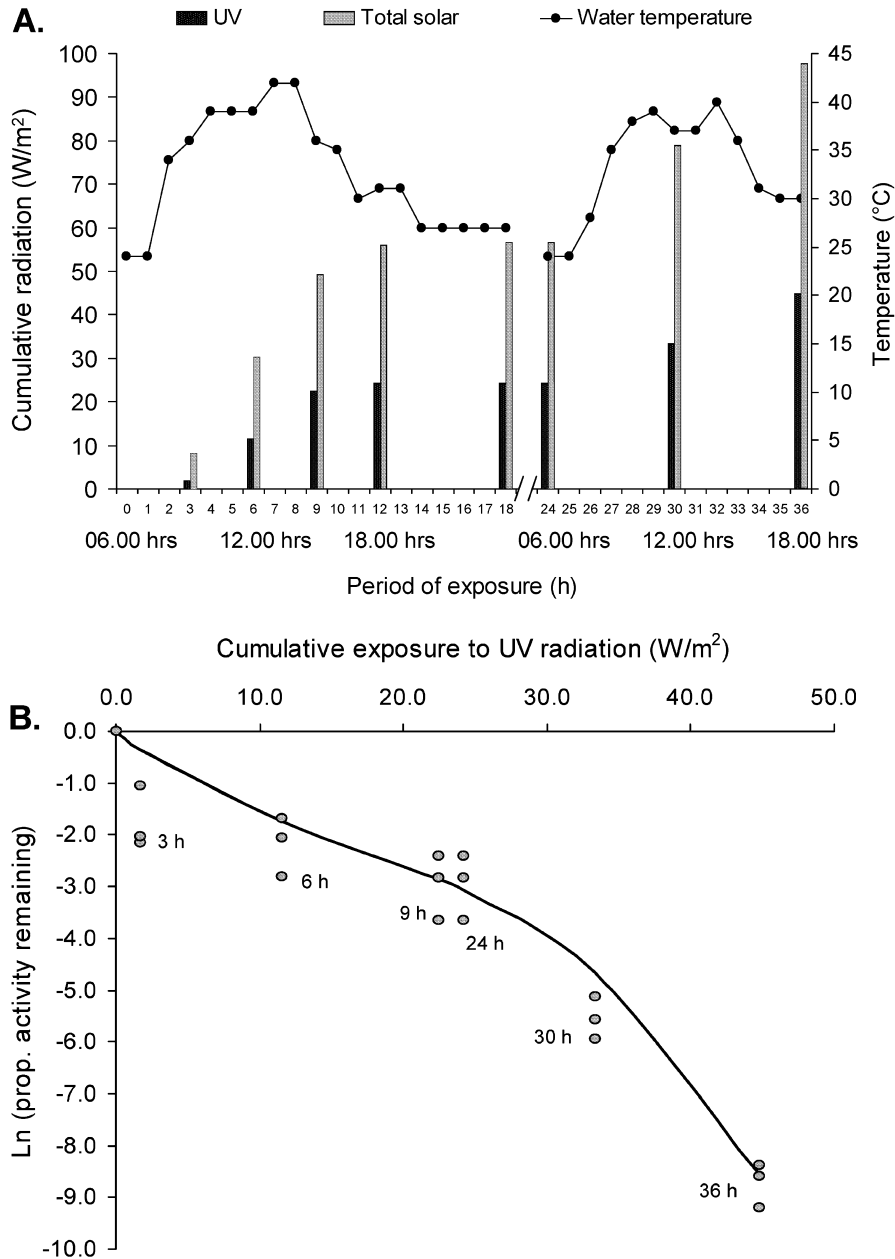 A.
UV Total solar Water temperature
Cumulative radiation (W/m²)
100
90
80
70
60
50
40
30
20
10
0
45
40
35
30
25
20
15
10
5
0
Temperature (°C)
0 1 2 3 4 5 6 7 8 9 10 11 12 13 14 15 16 17 18 24 25 26 27 28 29 30 31 32 33 34 35 36
06.00 hrs 12.00 hrs 18.00 hrs 06.00 hrs 12.00 hrs 18.00 hrs
Period of exposure (h)
Cumulative exposure to UV radiation (W/m²)
B.
0.0 10.0 20.0 30.0 40.0 50.0
Ln (prop. activity remaining)
0.0
-1.0
-2.0
-3.0
-4.0
-5.0
-6.0
-7.0
-8.0
-9.0
-10.0
3 h
6 h
9 h
24 h
30 h
36 h